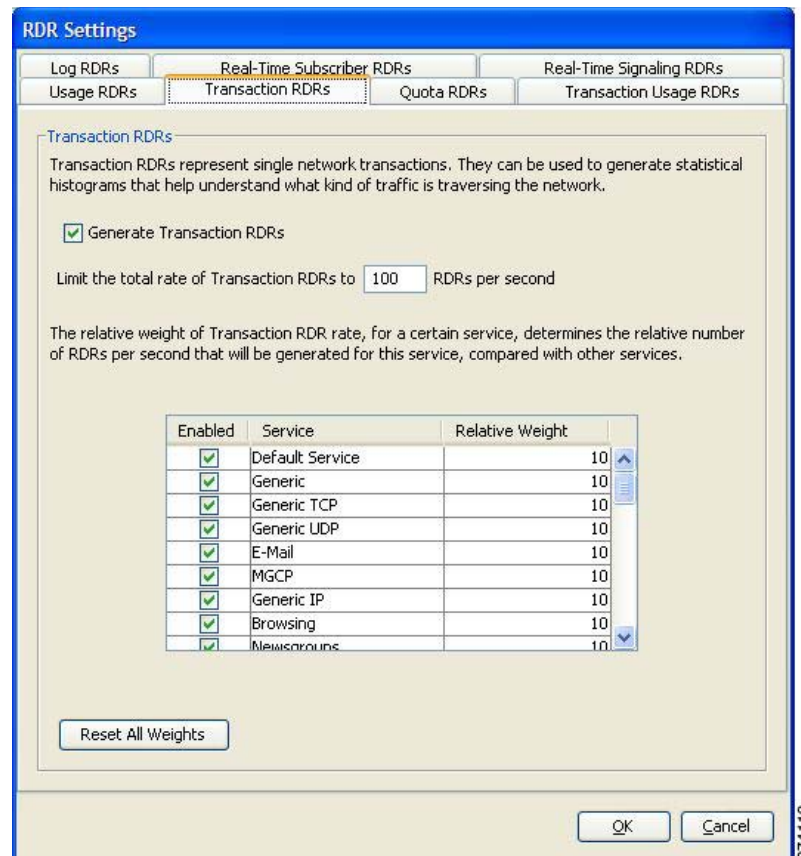 RDR Settings
Log RDRs Real-Time Subscriber RDRs Real-Time Signaling RDRs
Usage RDRs Transaction RDRs Quota RDRs Transaction Usage RDRs
Transaction RDRs
Transaction RDRs represent single network transactions. They can be used to generate statistical
histograms that help understand what kind of traffic is traversing the network.
Generate Transaction RDRs
Limit the total rate of Transaction RDRs to 100 RDRs per second
The relative weight of Transaction RDR rate, for a certain service, determines the relative number
of RDRs per second that will be generated for this service, compared with other services.
Enabled Service Relative Weight
Default Service 10
Generic 10
Generic TCP 10
Generic UDP 10
E-Mail 10
MGCP 10
Generic IP 10
Browsing 10
Newsgroups 10
Reset All Weights
OK Cancel